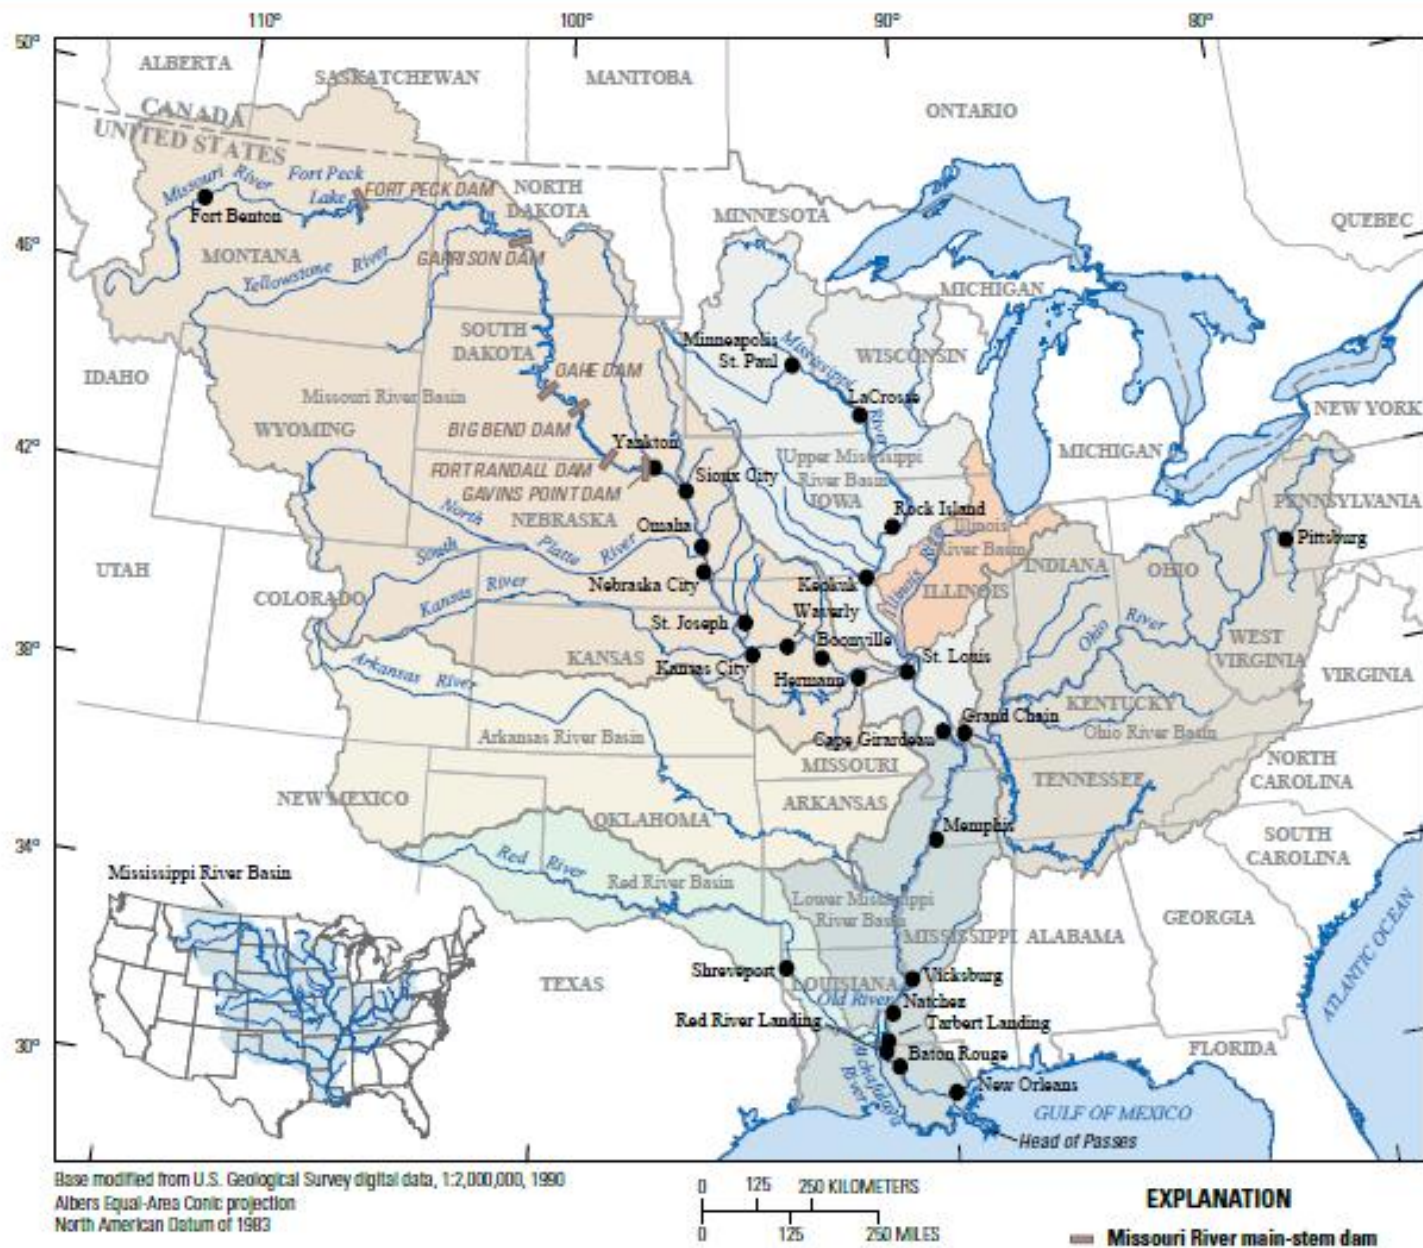 110°
100°
90°
80°
50°
ALBERTA
SASKATCHEWAN
MANITOBA
ONTARIO
QUEBEC
CANADA
UNITED STATES
Missouri River
Fort Peck
Lake
FORT PECK DAM
Fort Benton
NORTH
DAKOTA
MINNESOTA
46°
MONTANA
Yellowstone River
GARRISON DAM
MICHIGAN
SOUTH
DAKOTA
Minneapolis
St. Paul
Mississippi
River
WISCONSIN
IDAHO
OAHE DAM
Missouri River Basin
LaCrosse
NEW YORK
WYOMING
BIG BEND DAM
Yankton
MICHIGAN
42°
FORT RANDALL DAM
GAVINS POINT DAM
Sioux City
Upper Mississippi
River Basin
IOWA
PENNSYLVANIA
North
Platte River
South
NEBRASKA
Omaha
Rock Island
Illinois
River Basin
Illinois River
Pittsburg
UTAH
Nebraska City
Keokuk
ILLINOIS
INDIANA
OHIO
COLORADO
Kansas River
Waverly
St. Joseph
Boonville
Ohio River
WEST
VIRGINIA
38°
KANSAS
Kansas City
Hermann
St. Louis
VIRGINIA
Arkansas River
KENTUCKY
Grand Chain
Arkansas River Basin
Cape Girardeau
Ohio River Basin
MISSOURI
NORTH
CAROLINA
TENNESSEE
NEW MEXICO
ARKANSAS
OKLAHOMA
Memphis
SOUTH
CAROLINA
34°
Red River
Red River Basin
Mississippi River Basin
Lower Mississippi
River Basin
GEORGIA
MISSISSIPPI
ALABAMA
ATLANTIC OCEAN
Shreveport
Vicksburg
TEXAS
LOUISIANA
Old River
Natchez
Red River Landing
Tarbert Landing
30°
Baton Rouge
FLORIDA
Atchafalaya
River
New Orleans
GULF OF MEXICO
Head of Passes
Base modified from U.S. Geological Survey digital data, 1:2,000,000, 1990
Albers Equal-Area Conic projection
North American Datum of 1983
0 125 250 KILOMETERS
0 125 250 MILES
EXPLANATION
Missouri River main-stem dam